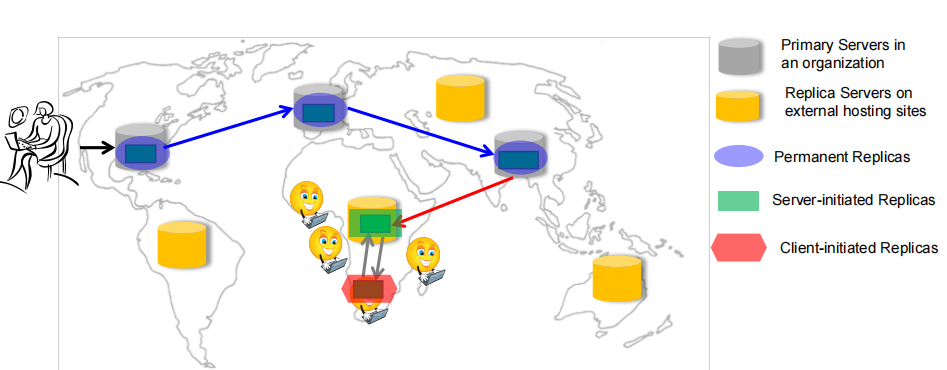 Primary Servers in
an organization
Replica Servers on
external hosting sites
Permanent Replicas
Server-initiated Replicas
Client-initiated Replicas